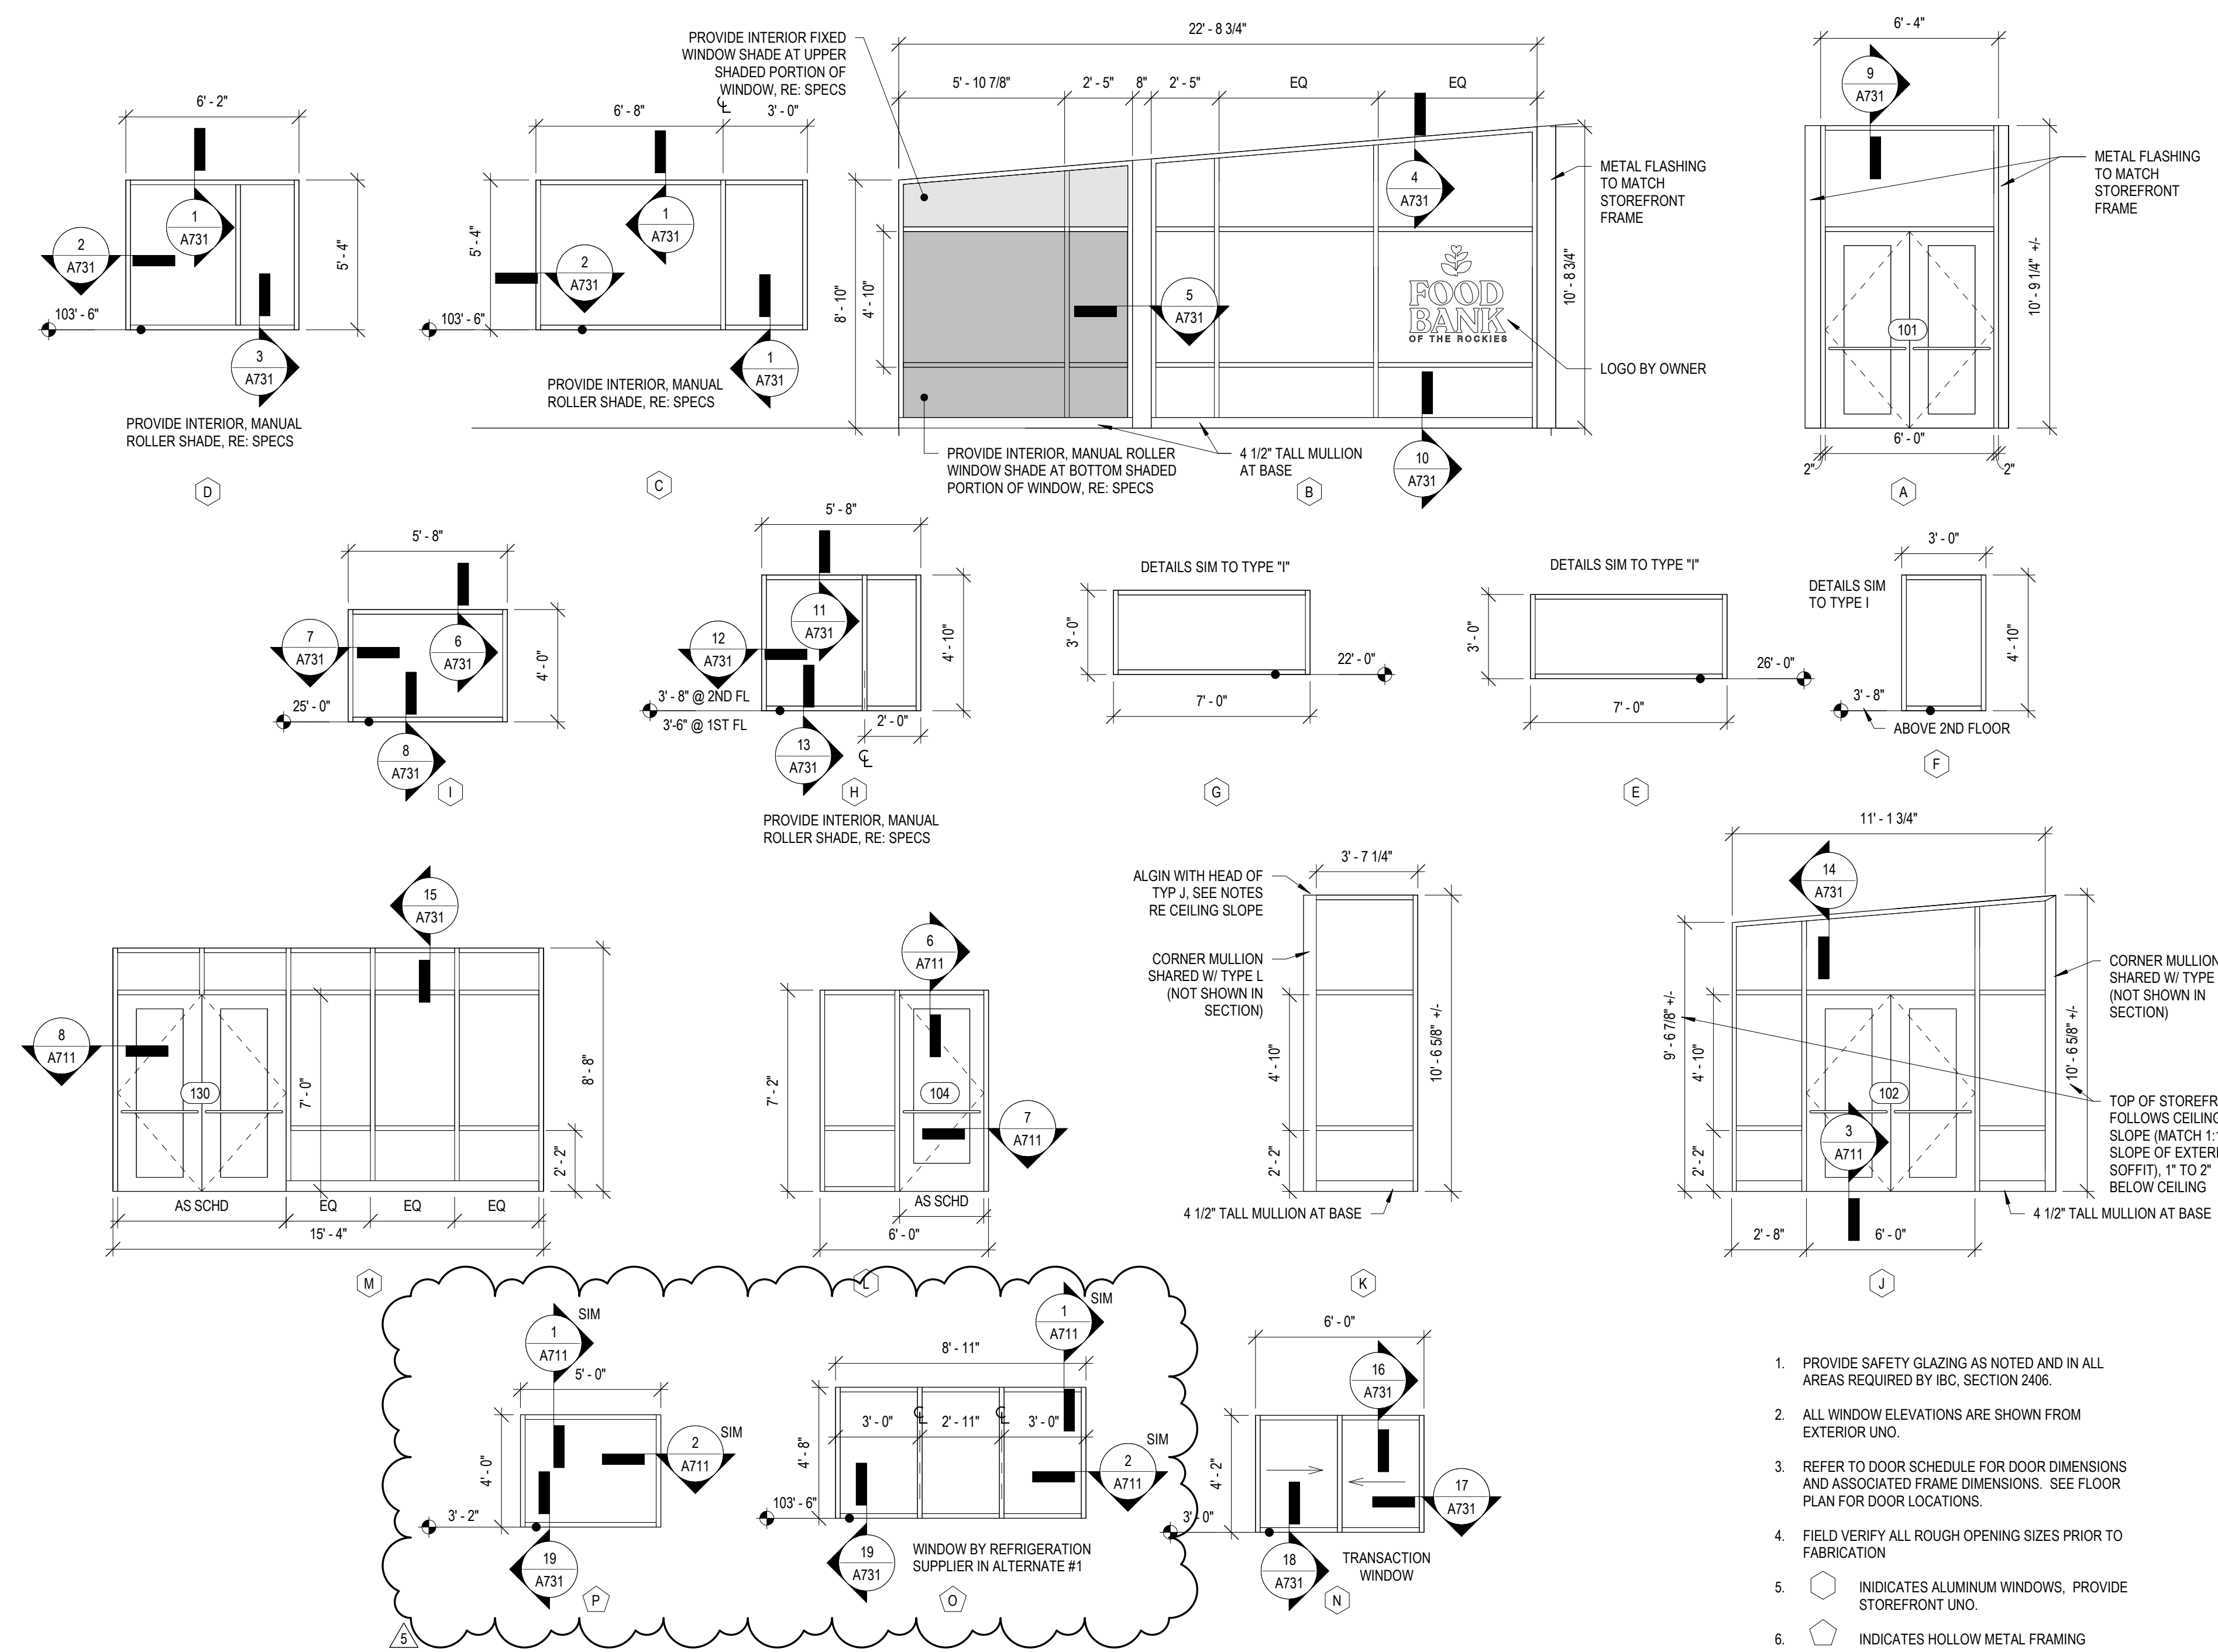 PROVIDE INTERIOR FIXED
WINDOW SHADE AT UPPER
SHADED PORTION OF
WINDOW, RE: SPECS
6' - 2"
1
A731
2
A731
103' - 6"
5' - 4"
3
A731
PROVIDE INTERIOR, MANUAL
ROLLER SHADE, RE: SPECS
D
6' - 8"
℄
3' - 0"
5' - 4"
1
A731
2
A731
103' - 6"
1
A731
PROVIDE INTERIOR, MANUAL
ROLLER SHADE, RE: SPECS
C
22' - 8 3/4"
5' - 10 7/8"
2' - 5"
8"
2' - 5"
EQ
EQ
4
A731
METAL FLASHING
TO MATCH
STOREFRONT
FRAME
8' - 10"
4' - 10"
5
A731
FOOD
BANK
OF THE ROCKIES
10' - 8 3/4"
LOGO BY OWNER
PROVIDE INTERIOR, MANUAL ROLLER
WINDOW SHADE AT BOTTOM SHADED
PORTION OF WINDOW, RE: SPECS
4 1/2" TALL MULLION
AT BASE
10
A731
B
6' - 4"
9
A731
METAL FLASHING
TO MATCH
STOREFRONT
FRAME
101
10' - 9 1/4" +/-
6' - 0"
2"
2"
A
5' - 8"
7
A731
6
A731
4' - 0"
25' - 0"
8
A731
I
5' - 8"
11
A731
12
A731
4' - 10"
3' - 8" @ 2ND FL
3'-6" @ 1ST FL
2' - 0"
13
A731
℄
H
PROVIDE INTERIOR, MANUAL
ROLLER SHADE, RE: SPECS
DETAILS SIM TO TYPE "I"
3' - 0"
22' - 0"
7' - 0"
G
DETAILS SIM TO TYPE "I"
3' - 0"
26' - 0"
7' - 0"
E
3' - 0"
DETAILS SIM
TO TYPE I
4' - 10"
3' - 8"
ABOVE 2ND FLOOR
F
15
A731
8
A711
130
7' - 0"
8' - 8"
2' - 2"
AS SCHD
EQ
EQ
EQ
15' - 4"
M
6
A711
7' - 2"
104
7
A711
AS SCHD
6' - 0"
L
3' - 7 1/4"
ALGIN WITH HEAD OF
TYP J, SEE NOTES
RE CEILING SLOPE
CORNER MULLION
SHARED W/ TYPE L
(NOT SHOWN IN
SECTION)
4' - 10"
10' - 6 5/8" +/-
2' - 2"
4 1/2" TALL MULLION AT BASE
K
11' - 1 3/4"
14
A731
CORNER MULLION
SHARED W/ TYPE
(NOT SHOWN IN
SECTION)
9' - 6 7/8" +/-
4' - 10"
10' - 6 5/8" +/-
102
3
A711
2' - 2"
TOP OF STOREFR
FOLLOWS CEILING
SLOPE (MATCH 1:1
SLOPE OF EXTERI
SOFFIT), 1" TO 2"
BELOW CEILING
4 1/2" TALL MULLION AT BASE
2' - 8"
6' - 0"
J
1
A711
SIM
5' - 0"
4' - 0"
2
A711
SIM
3' - 2"
19
A731
P
1
A711
SIM
8' - 11"
3' - 0"
℄
2' - 11"
℄
3' - 0"
4' - 8"
2
A711
SIM
103' - 6"
19
A731
WINDOW BY REFRIGERATION
SUPPLIER IN ALTERNATE #1
O
5
6' - 0"
16
A731
4' - 2"
17
A731
3' - 0"
18
A731
TRANSACTION
WINDOW
N
1. PROVIDE SAFETY GLAZING AS NOTED AND IN ALL
AREAS REQUIRED BY IBC, SECTION 2406.
2. ALL WINDOW ELEVATIONS ARE SHOWN FROM
EXTERIOR UNO.
3. REFER TO DOOR SCHEDULE FOR DOOR DIMENSIONS
AND ASSOCIATED FRAME DIMENSIONS. SEE FLOOR
PLAN FOR DOOR LOCATIONS.
4. FIELD VERIFY ALL ROUGH OPENING SIZES PRIOR TO
FABRICATION
5. INIDICATES ALUMINUM WINDOWS, PROVIDE
STOREFRONT UNO.
6. INDICATES HOLLOW METAL FRAMING